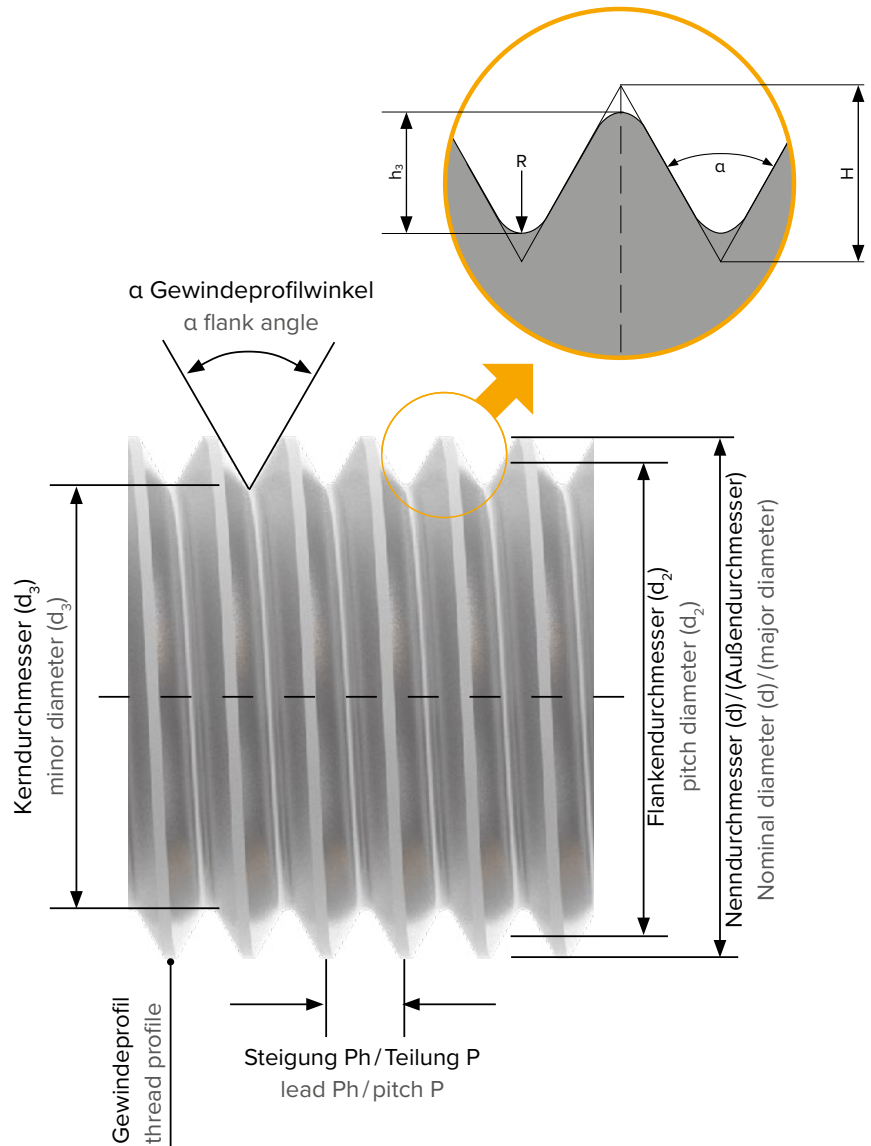 R
h₃
α
H
α Gewindeprofilwinkel
α flank angle
Kerndurchmesser (d₃)
minor diameter (d₃)
Flankendurchmesser (d₂)
pitch diameter (d₂)
Nenndurchmesser (d)/(Außendurchmesser)
Nominal diameter (d)/(major diameter)
Gewindeprofil
thread profile
Steigung Ph/Teilung P
lead Ph/pitch P